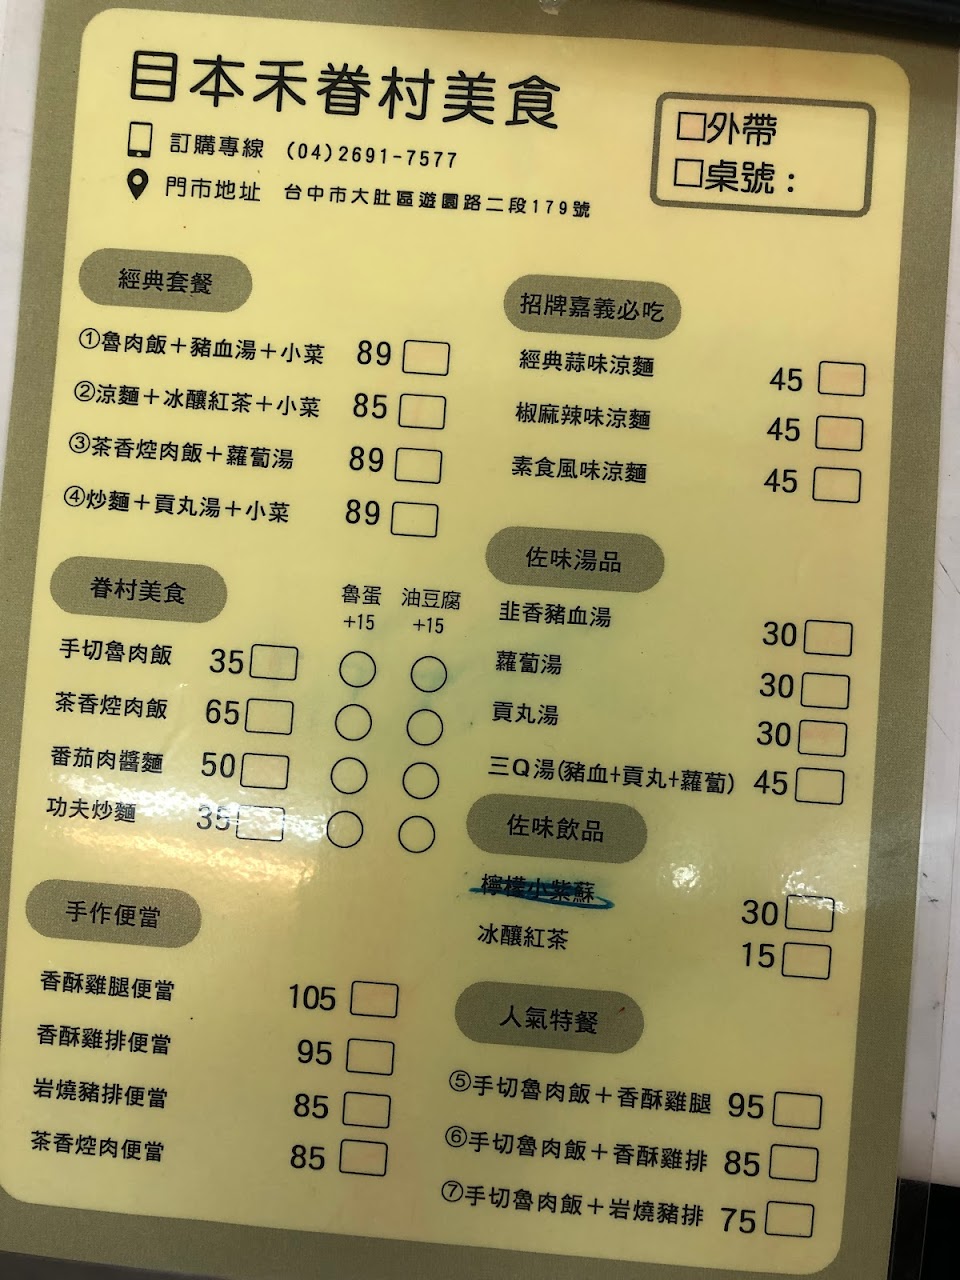 目本禾眷村美食
訂購專線 (04)2691-7577
門市地址 台中市大肚區遊園路二段179號
□外帶
□桌號：
經典套餐
①魯肉飯＋豬血湯＋小菜 89
②涼麵＋冰釀紅茶＋小菜 85
③茶香焢肉飯＋蘿蔔湯 89
④炒麵＋貢丸湯＋小菜 89
眷村美食 魯蛋 油豆腐
+15 +15
手切魯肉飯 35
茶香焢肉飯 65
番茄肉醬麵 50
功夫炒麵 35
手作便當
香酥雞腿便當 105
香酥雞排便當 95
岩燒豬排便當 85
茶香焢肉便當 85
招牌嘉義必吃
經典蒜味涼麵 45
椒麻辣味涼麵 45
素食風味涼麵 45
佐味湯品
韭香豬血湯 30
蘿蔔湯 30
貢丸湯 30
三Q湯(豬血+貢丸+蘿蔔) 45
佐味飲品
檸檬小紫蘇 30
冰釀紅茶 15
人氣特餐
⑤手切魯肉飯＋香酥雞腿 95
⑥手切魯肉飯＋香酥雞排 85
⑦手切魯肉飯＋岩燒豬排 75